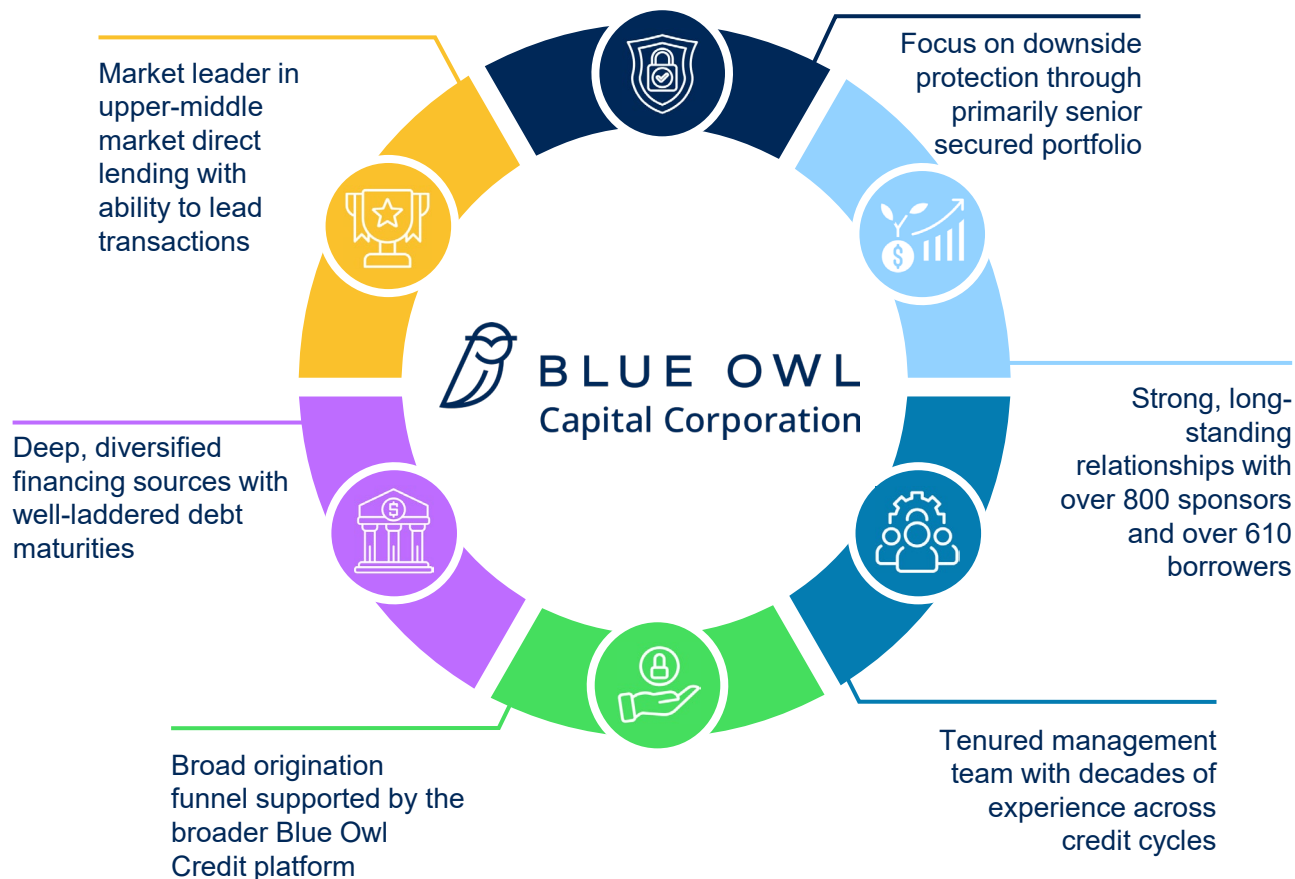 Market leader in
upper-middle
market direct
lending with
ability to lead
transactions
Focus on downside
protection through
primarily senior
secured portfolio
BLUE OWL
Capital Corporation
Deep, diversified
financing sources with
well-laddered debt
maturities
Strong, long-
standing
relationships with
over 800 sponsors
and over 610
borrowers
Broad origination
funnel supported by the
broader Blue Owl
Credit platform
Tenured management
team with decades of
experience across
credit cycles
$
$